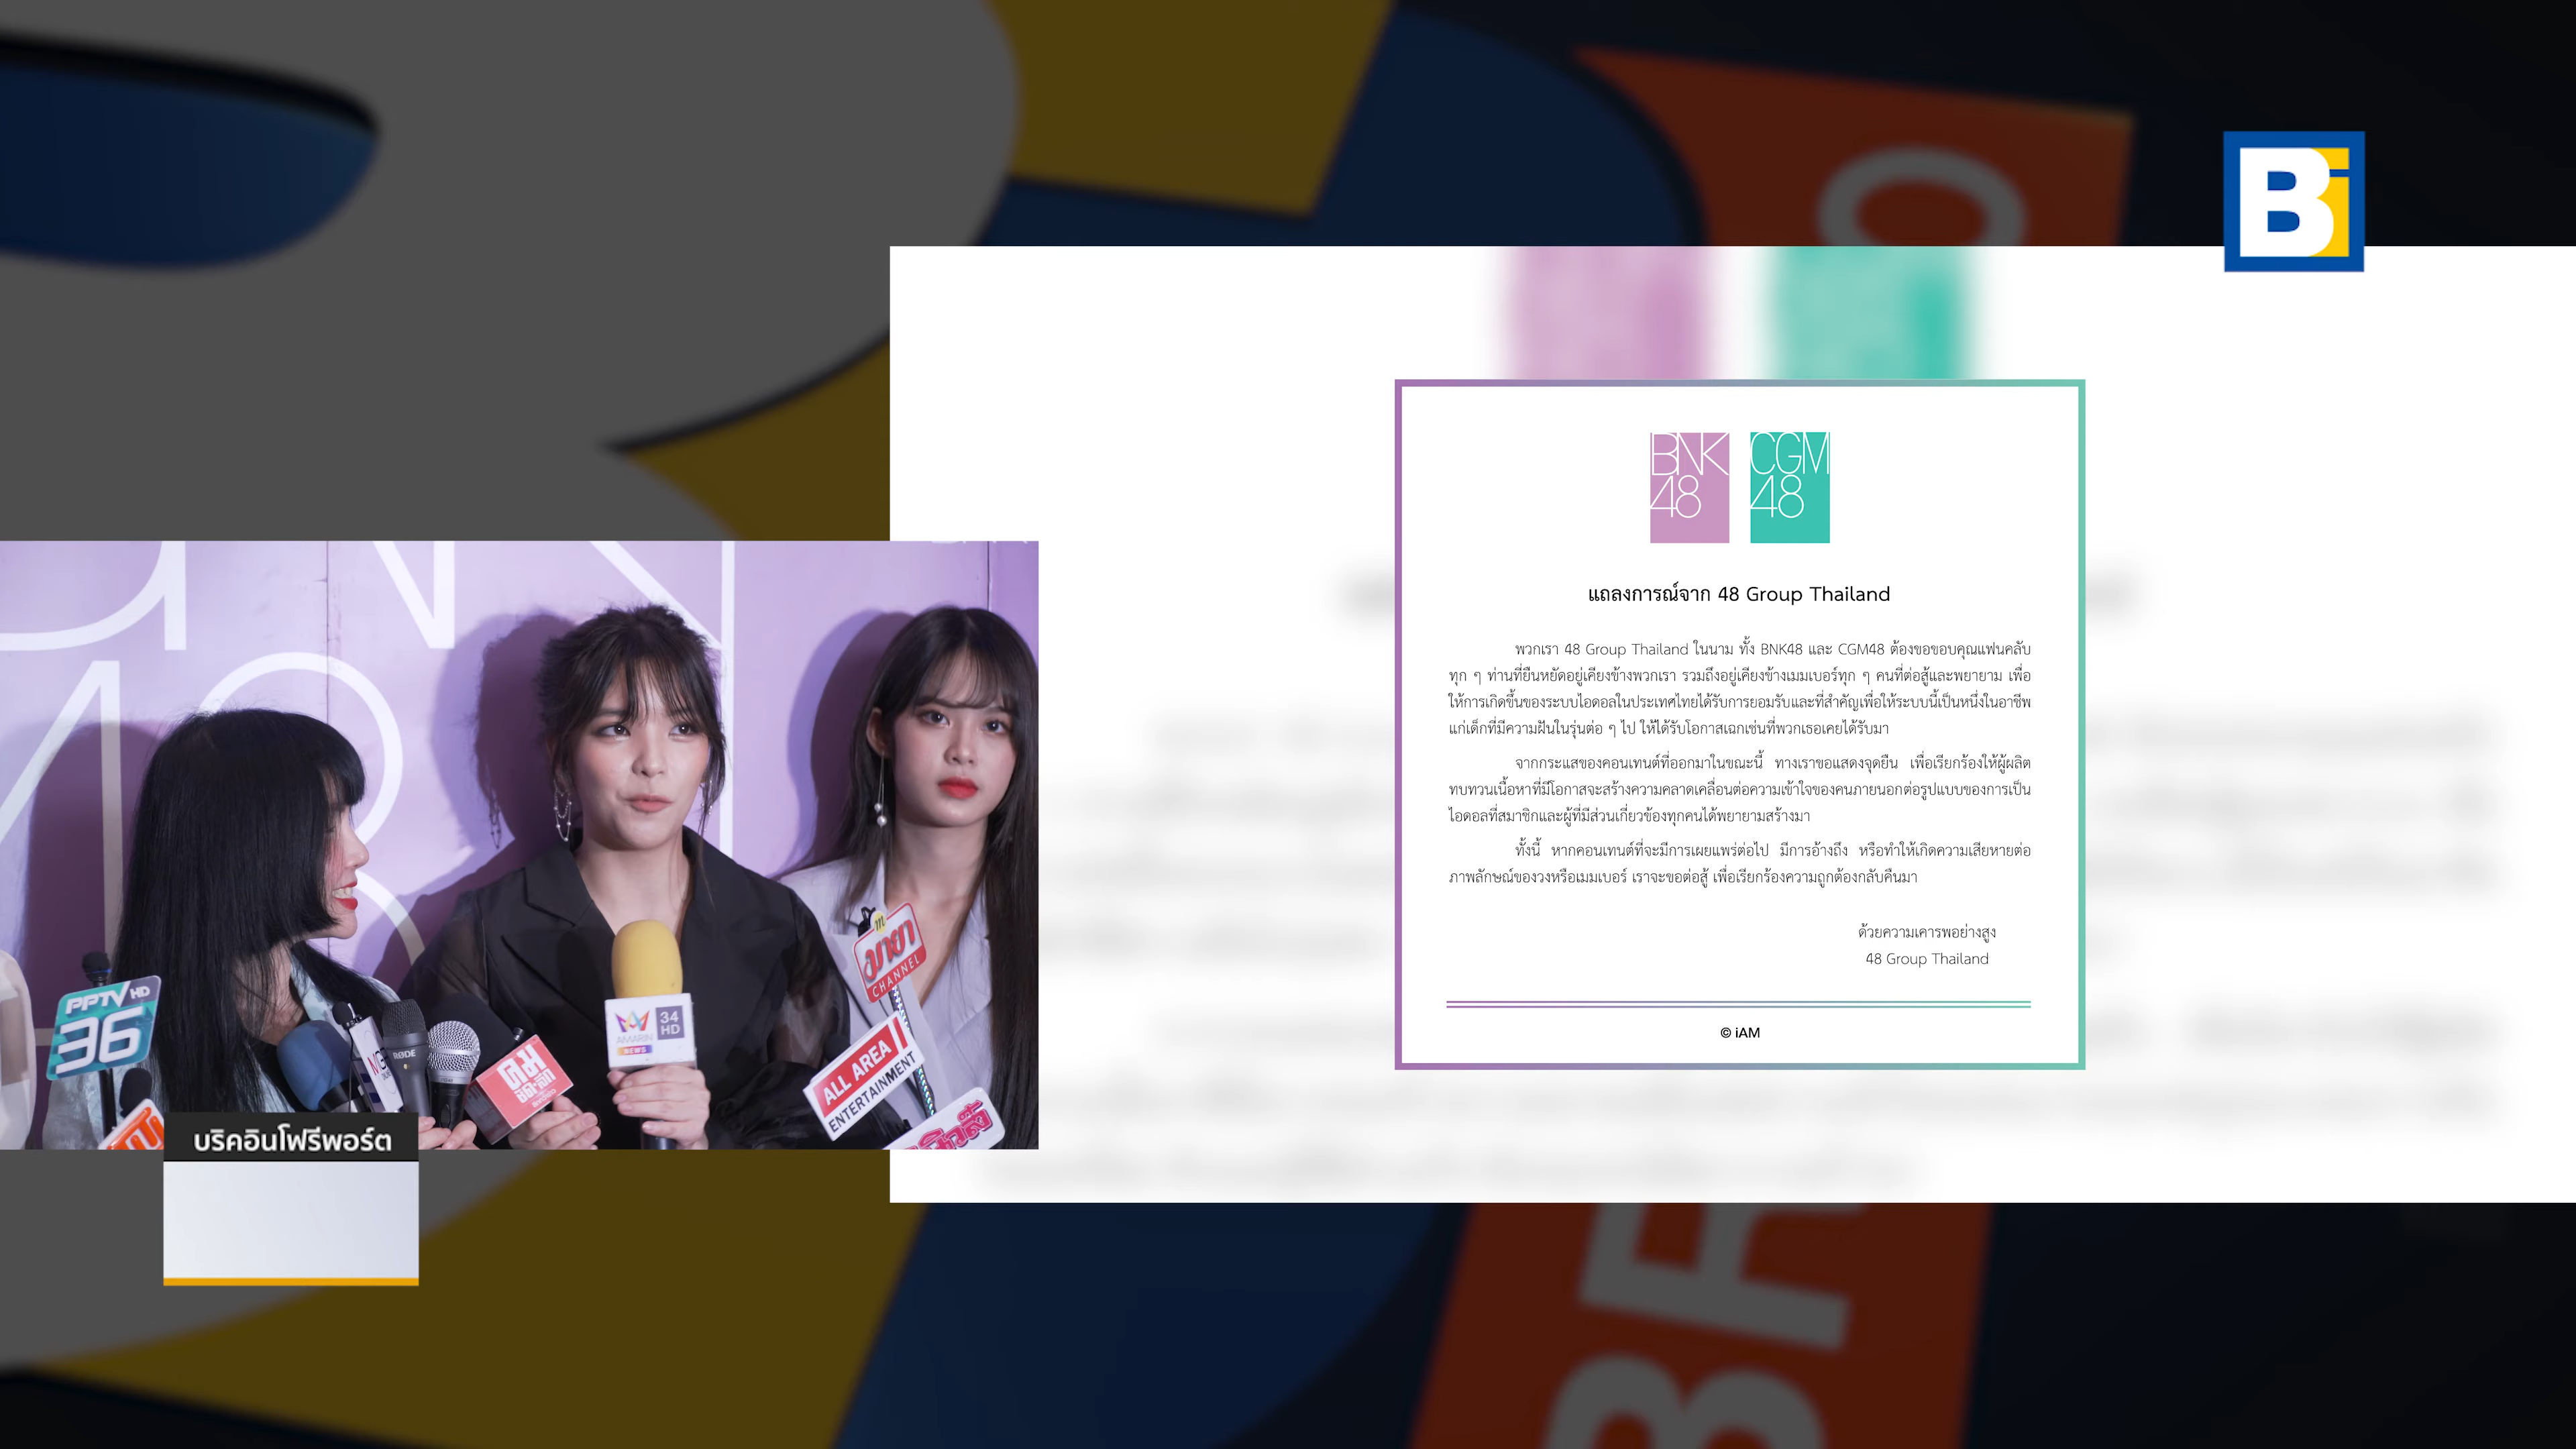 Bi
BNK
48
CGM
48
แถลงการณ์จาก 48 Group Thailand
พวกเรา 48 Group Thailand ในนาม ทั้ง BNK48 และ CGM48 ต้องขอขอบคุณแฟนคลับ
ทุก ๆ ท่านที่ยืนหยัดอยู่เคียงข้างพวกเรา รวมถึงอยู่เคียงข้างเมมเบอร์ทุก ๆ คนที่ต่อสู้และพยายาม เพื่อ
ให้การเกิดขึ้นของระบบไอดอลในประเทศไทยได้รับการยอมรับและที่สำคัญเพื่อให้ระบบนี้เป็นหนึ่งในอาชีพ
แก่เด็กที่มีความฝันในรุ่นต่อ ๆ ไป ให้ได้รับโอกาสเฉกเช่นที่พวกเธอเคยได้รับมา
จากกระแสของคอนเทนต์ที่ออกมาในขณะนี้ ทางเราขอแสดงจุดยืน เพื่อเรียกร้องให้ผู้ผลิต
ทบทวนเนื้อหาที่มีโอกาสจะสร้างความคลาดเคลื่อนต่อความเข้าใจของคนภายนอกต่อรูปแบบของการเป็น
ไอดอลที่สมาชิกและผู้ที่มีส่วนเกี่ยวข้องทุกคนได้พยายามสร้างมา
ทั้งนี้ หากคอนเทนต์ที่จะมีการเผยแพร่ต่อไป มีการอ้างถึง หรือทำให้เกิดความเสียหายต่อ
ภาพลักษณ์ของวงหรือเมมเบอร์ เราจะขอต่อสู้ เพื่อเรียกร้องความถูกต้องกลับคืนมา
ด้วยความเคารพอย่างสูง
48 Group Thailand
© iAM
PPTV HD
36
RØDE
คม
ชัด ลึก
AMARIN
NEWS
34
HD
มายา
CHANNEL
ALL AREA
ENTERTAINMENT
บริคอินโฟรีพอร์ต